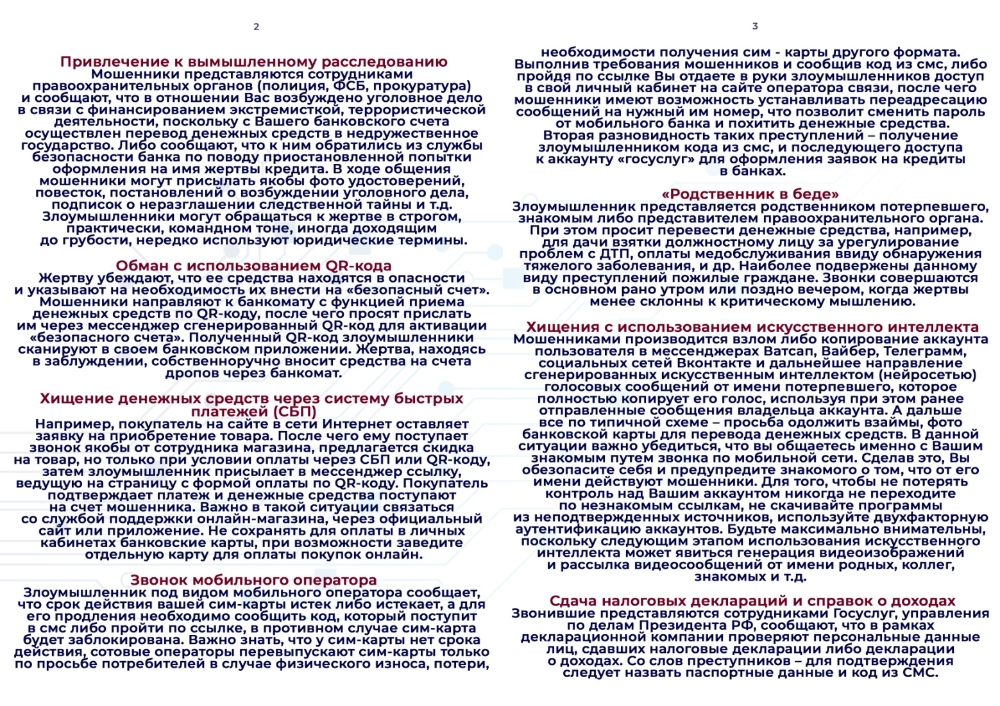 2
Привлечение к вымышленному расследованию
Мошенники представляются сотрудниками
правоохранительных органов (полиция, ФСБ, прокуратура)
и сообщают, что в отношении Вас возбуждено уголовное дело
в связи с финансированием экстремисткой, террористической
деятельности, поскольку с Вашего банковского счета
осуществлен перевод денежных средств в недружественное
государство. Либо сообщают, что к ним обратились из службы
безопасности банка по поводу приостановленной попытки
оформления на имя жертвы кредита. В ходе общения
мошенники могут присылать якобы фото удостоверений,
повесток, постановлений о возбуждении уголовного дела,
подписок о неразглашении следственной тайны и т.д.
Злоумышленники могут обращаться к жертве в строгом,
практически, командном тоне, иногда доходящим
до грубости, нередко используют юридические термины.
Обман с использованием QR-кода
Жертву убеждают, что ее средства находятся в опасности
и указывают на необходимость их внести на «безопасный счет».
Мошенники направляют к банкомату с функцией приема
денежных средств по QR-коду, после чего просят прислать
им через мессенджер сгенерированный QR-код для активации
«безопасного счета». Полученный QR-код злоумышленники
сканируют в своем банковском приложении. Жертва, находясь
в заблуждении, собственноручно вносит средства на счета
дропов через банкомат.
Хищение денежных средств через систему быстрых
платежей (СБП)
Например, покупатель на сайте в сети Интернет оставляет
заявку на приобретение товара. После чего ему поступает
звонок якобы от сотрудника магазина, предлагается скидка
на товар, но только при условии оплаты через СБП или QR-коду,
затем злоумышленник присылает в мессенджер ссылку,
ведущую на страницу с формой оплаты по QR-коду. Покупатель
подтверждает платеж и денежные средства поступают
на счет мошенника. Важно в такой ситуации связаться
со службой поддержки онлайн-магазина, через официальный
сайт или приложение. Не сохранять для оплаты в личных
кабинетах банковские карты, при возможности заведите
отдельную карту для оплаты покупок онлайн.
Звонок мобильного оператора
Злоумышленник под видом мобильного оператора сообщает,
что срок действия вашей сим-карты истек либо истекает, а для
его продления необходимо сообщить код, который поступит
в смс либо пройти по ссылке, в противном случае сим-карта
будет заблокирована. Важно знать, что у сим-карты нет срока
действия, сотовые операторы перевыпускают сим-карты только
по просьбе потребителей в случае физического износа, потери,
3
необходимости получения сим - карты другого формата.
Выполнив требования мошенников и сообщив код из смс, либо
пройдя по ссылке Вы отдаете в руки злоумышленников доступ
в свой личный кабинет на сайте оператора связи, после чего
мошенники имеют возможность устанавливать переадресацию
сообщений на нужный им номер, что позволит сменить пароль
от мобильного банка и похитить денежные средства.
Вторая разновидность таких преступлений – получение
злоумышленником кода из смс, и последующего доступа
к аккаунту «госуслуг» для оформления заявок на кредиты
в банках.
«Родственник в беде»
Злоумышленник представляется родственником потерпевшего,
знакомым либо представителем правоохранительного органа.
При этом просит перевести денежные средства, например,
для дачи взятки должностному лицу за урегулирование
проблем с ДТП, оплаты медобслуживания ввиду обнаружения
тяжелого заболевания, и др. Наиболее подвержены данному
виду преступлений пожилые граждане. Звонки совершаются
в основном рано утром или поздно вечером, когда жертвы
менее склонны к критическому мышлению.
Хищения с использованием искусственного интеллекта
Мошенниками производится взлом либо копирование аккаунта
пользователя в мессенджерах Ватсап, Вайбер, Телеграмм,
социальных сетей Вконтакте и дальнейшее направление
сгенерированных искусственным интеллектом (нейросетью)
голосовых сообщений от имени потерпевшего, которое
полностью копирует его голос, используя при этом ранее
отправленные сообщения владельца аккаунта. А дальше
все по типичной схеме – просьба одолжить взаймы, фото
банковской карты для перевода денежных средств. В данной
ситуации важно убедиться, что вы общаетесь именно с Вашим
знакомым путем звонка по мобильной сети. Сделав это, Вы
обезопасите себя и предупредите знакомого о том, что от его
имени действуют мошенники. Для того, чтобы не потерять
контроль над Вашим аккаунтом никогда не переходите
по незнакомым ссылкам, не скачивайте программы
из неподтвержденных источников, используйте двухфакторную
аутентификацию аккаунтов. Будьте максимально внимательны,
поскольку следующим этапом использования искусственного
интеллекта может явиться генерация видеоизображений
и рассылка видеосообщений от имени родных, коллег,
знакомых и т.д.
Сдача налоговых деклараций и справок о доходах
Звонившие представляются сотрудниками Госуслуг, управления
по делам Президента РФ, сообщают, что в рамках
декларационной компании проверяют персональные данные
лиц, сдавших налоговые декларации либо декларации
о доходах. Со слов преступников – для подтверждения
следует назвать паспортные данные и код из СМС.